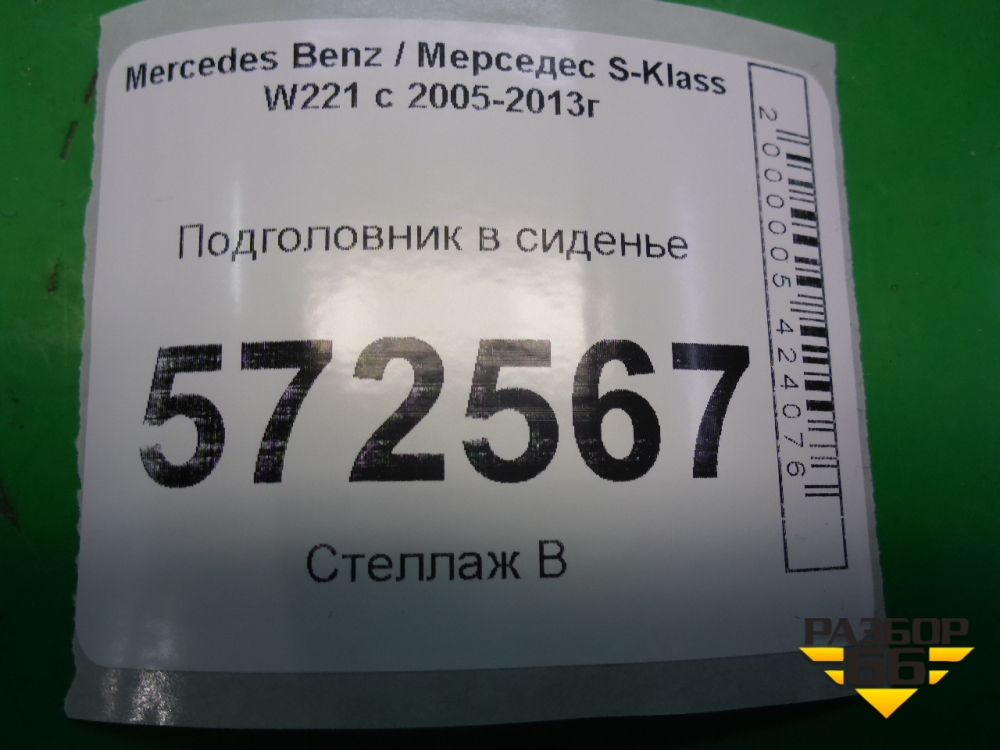 Mercedes Benz / Мерседес S-Klass
W221 с 2005-2013г
Подголовник в сиденье
572567
Стеллаж В
2000005424076
РАЗБОР
66